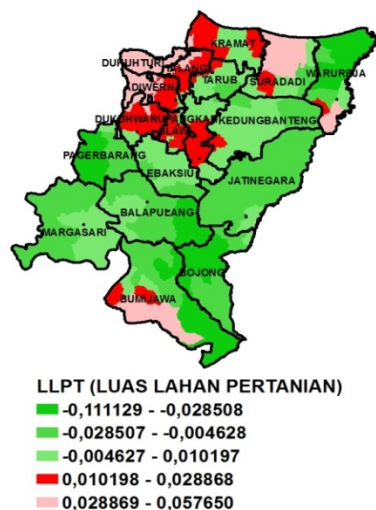 KRAMAT
DUKUHTURI
TALANG
TARUB
WARUREJA
ADIWERNA
SURADADI
DUKUHWARU
PANGKAH
KEDUNGBANTENG
SLAWI
PAGERBARANG
LEBAKSIU
JATINEGARA
BALAPULANG
MARGASARI
BOJONG
BUMIJAWA
LLPT (LUAS LAHAN PERTANIAN)
-0,111129 - -0,028508
-0,028507 - -0,004628
-0,004627 - 0,010197
0,010198 - 0,028868
0,028869 - 0,057650